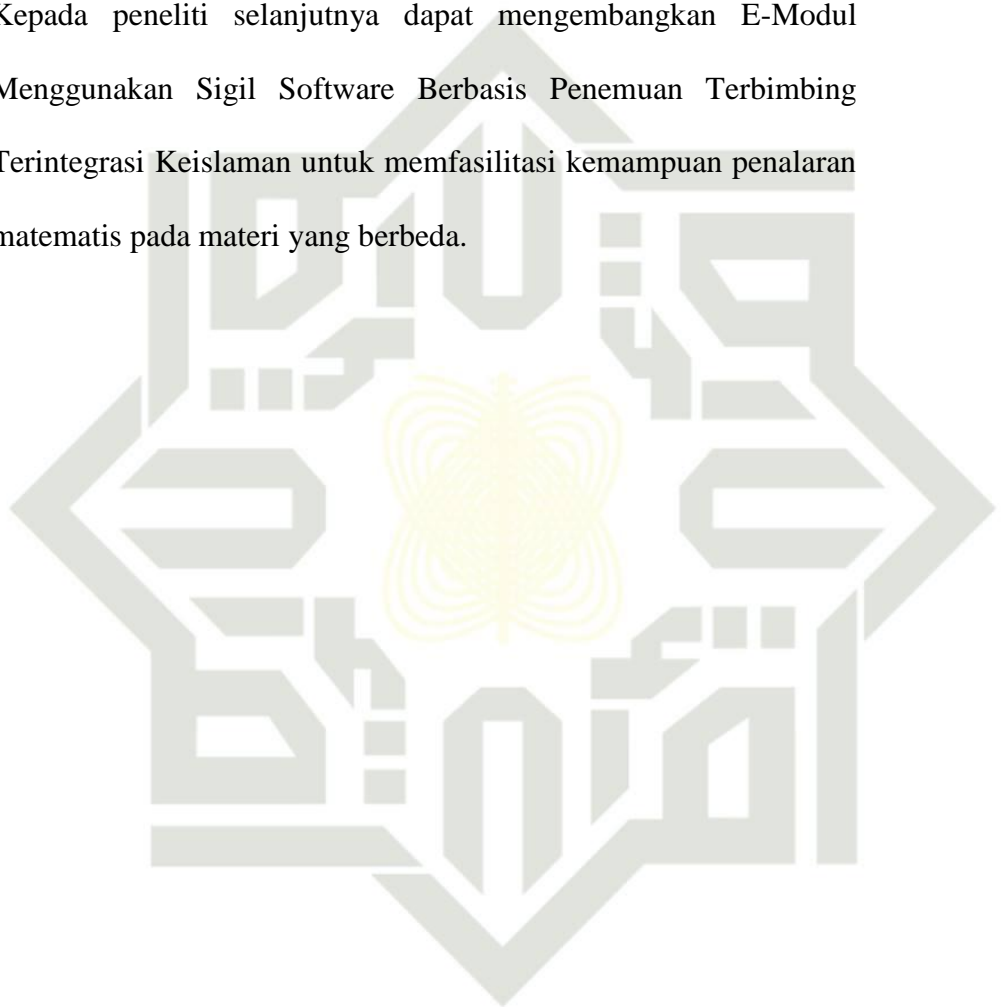 Kepada peneliti selanjutnya dapat mengembangkan E-Modul
Menggunakan Sigil Software Berbasis Penemuan Terbimbing
Terintegrasi Keislaman untuk memfasilitasi kemampuan penalaran
matematis pada materi yang berbeda.